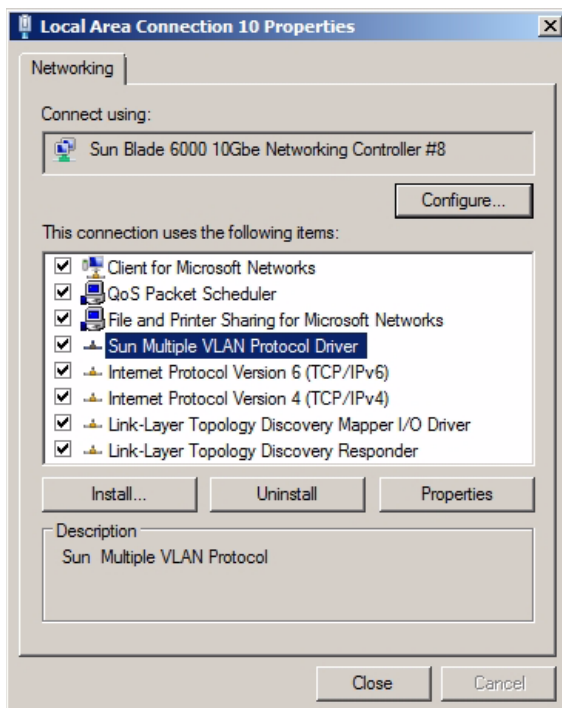 Local Area Connection 10 Properties
Networking
Connect using:
Sun Blade 6000 10Gbe Networking Controller #8
Configure...
This connection uses the following items:
Client for Microsoft Networks
QoS Packet Scheduler
File and Printer Sharing for Microsoft Networks
Sun Multiple VLAN Protocol Driver
Internet Protocol Version 6 (TCP/IPv6)
Internet Protocol Version 4 (TCP/IPv4)
Link-Layer Topology Discovery Mapper I/O Driver
Link-Layer Topology Discovery Responder
Install... Uninstall Properties
Description
Sun Multiple VLAN Protocol
Close Cancel